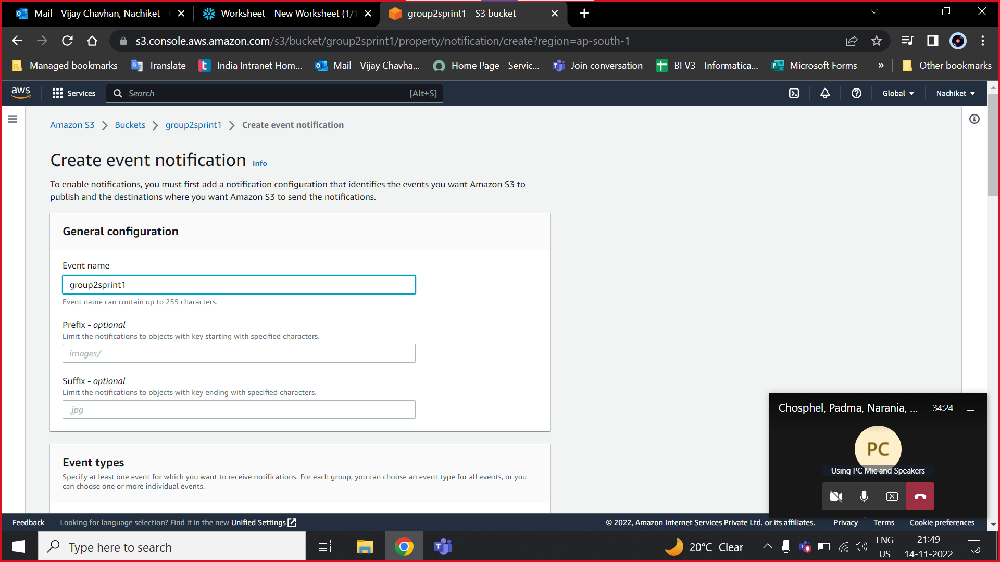 Mail - Vijay Chavhan, Nachiket -
Worksheet - New Worksheet (1/1
group2sprint1 - S3 bucket
s3.console.aws.amazon.com/s3/bucket/group2sprint1/property/notification/create?region=ap-south-1
Managed bookmarks
Translate
India Intranet Hom...
Mail - Vijay Chavha...
Home Page - Servic...
Join conversation
BI V3 - Informatica...
Microsoft Forms
»
Other bookmarks
aws
Services
Search
[Alt+S]
Global
Nachiket
Amazon S3
Buckets
group2sprint1
Create event notification
Create event notification Info
To enable notifications, you must first add a notification configuration that identifies the events you want Amazon S3 to
publish and the destinations where you want Amazon S3 to send the notifications.
General configuration
Event name
group2sprint1
Event name can contain up to 255 characters.
Prefix - optional
Limit the notifications to objects with key starting with specified characters.
images/
Suffix - optional
Limit the notifications to objects with key ending with specified characters.
.jpg
Event types
Specify at least one event for which you want to receive notifications. For each group, you can choose an event type for all events, or you
can choose one or more individual events.
Chosphel, Padma, Narania, ...
34:24
PC
Using PC Mic and Speakers
Feedback
Looking for language selection? Find it in the new Unified Settings
© 2022, Amazon Internet Services Private Ltd. or its affiliates.
Privacy
Terms
Cookie preferences
Type here to search
20°C Clear
ENG
US
21:49
14-11-2022